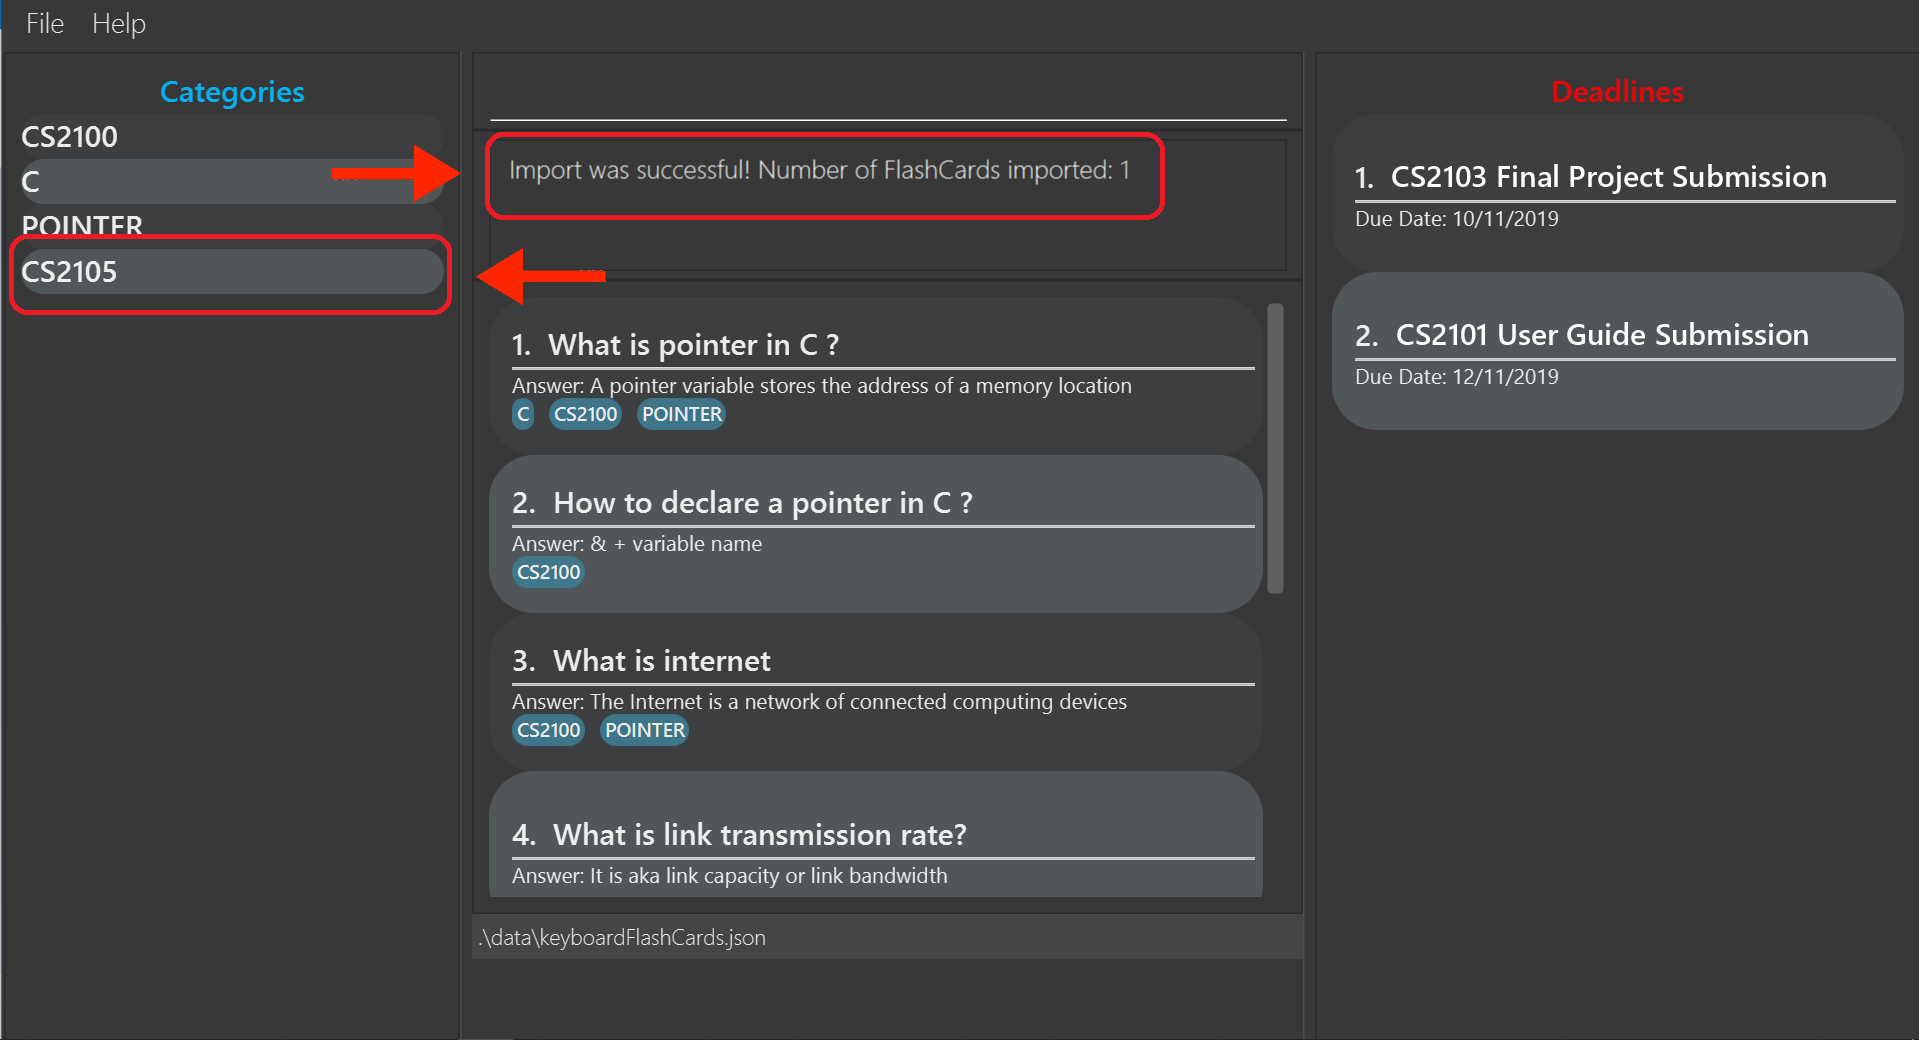 File Help
Categories
CS2100
C
POINTER
CS2105
Import was successful! Number of FlashCards imported: 1
1. What is pointer in C ?
Answer: A pointer variable stores the address of a memory location
C CS2100 POINTER
2. How to declare a pointer in C ?
Answer: & + variable name
CS2100
3. What is internet
Answer: The Internet is a network of connected computing devices
CS2100 POINTER
4. What is link transmission rate?
Answer: It is aka link capacity or link bandwidth
.\data\keyboardFlashCards.json
Deadlines
1. CS2103 Final Project Submission
Due Date: 10/11/2019
2. CS2101 User Guide Submission
Due Date: 12/11/2019